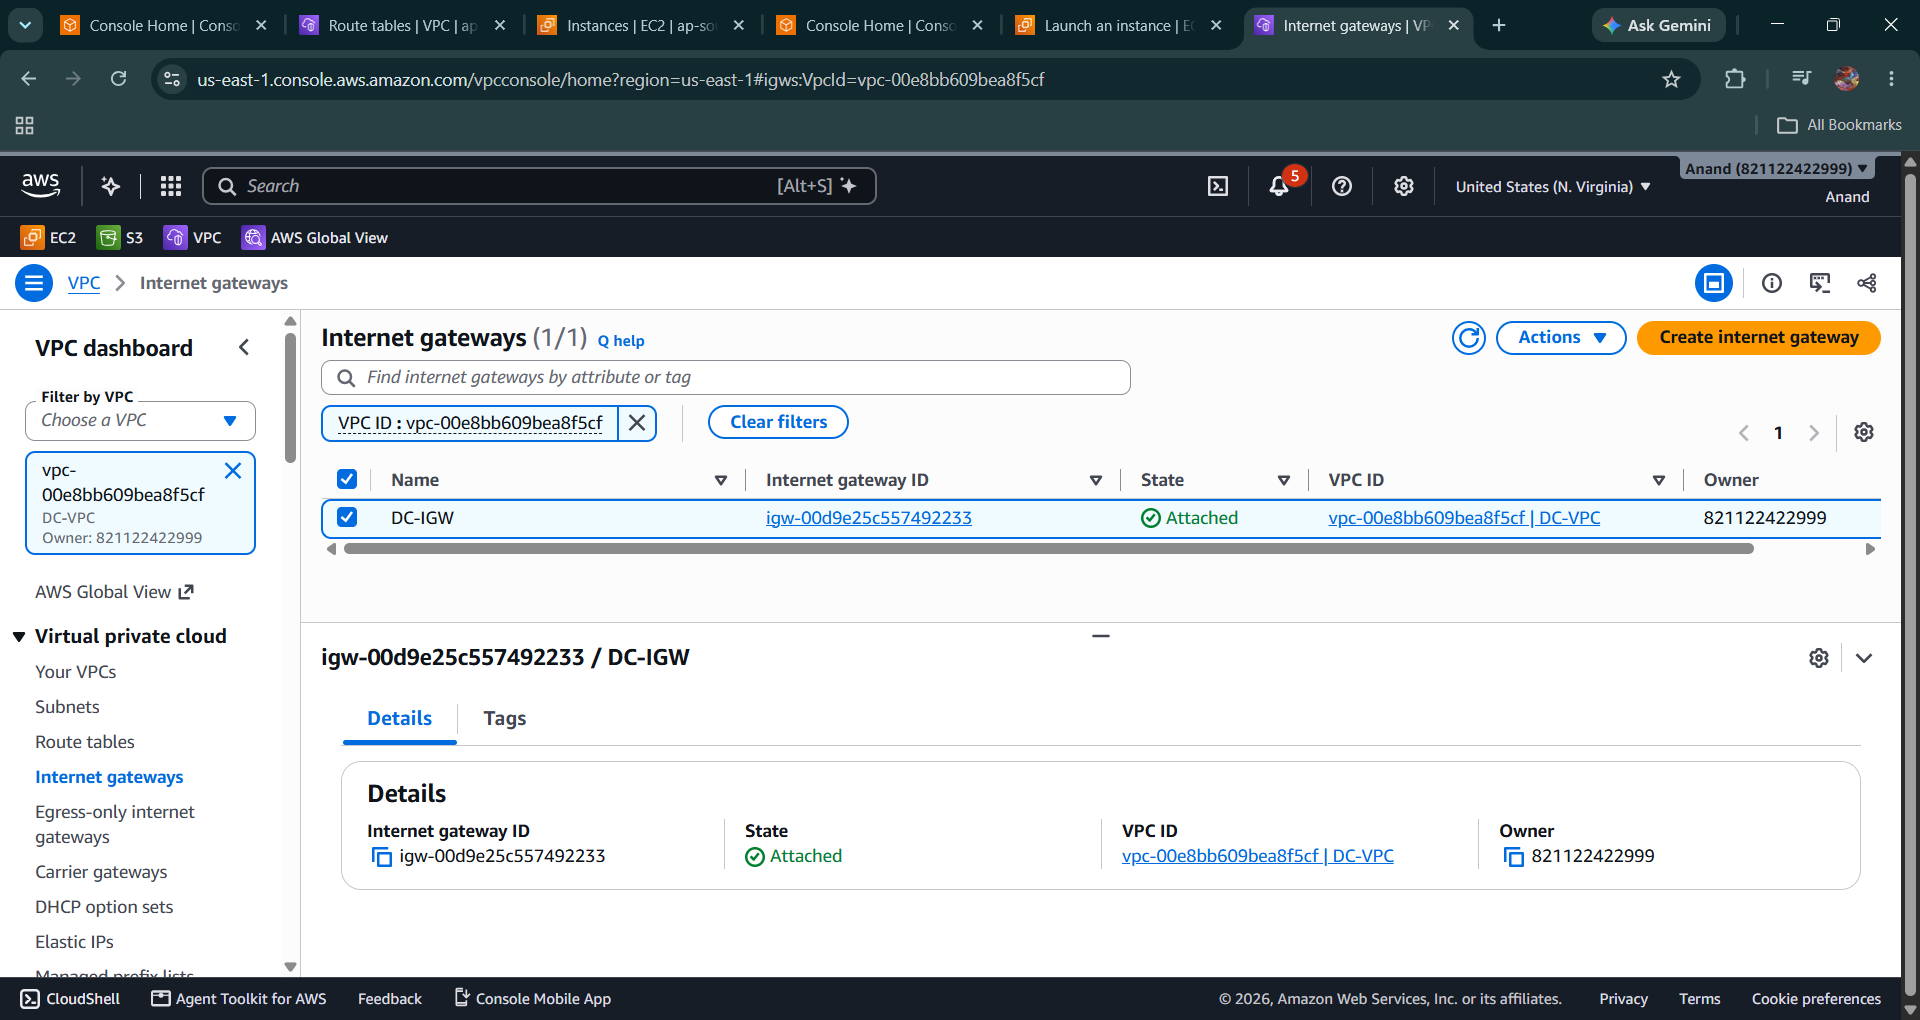 Console Home | Conso
Route tables | VPC | ap
Instances | EC2 | ap-so
Console Home | Conso
Launch an instance | EC
Internet gateways | VP
Ask Gemini
us-east-1.console.aws.amazon.com/vpcconsole/home?region=us-east-1#igws:VpcId=vpc-00e8bb609bea8f5cf
All Bookmarks
aws
Search
[Alt+S]
5
United States (N. Virginia)
Anand (821122422999)
Anand
EC2
S3
VPC
AWS Global View
VPC
Internet gateways
VPC dashboard
Filter by VPC
Choose a VPC
vpc-
00e8bb609bea8f5cf
DC-VPC
Owner: 821122422999
AWS Global View
Virtual private cloud
Your VPCs
Subnets
Route tables
Internet gateways
Egress-only internet
gateways
Carrier gateways
DHCP option sets
Elastic IPs
Managed prefix lists
Internet gateways (1/1) Q help
Actions
Create internet gateway
Find internet gateways by attribute or tag
VPC ID : vpc-00e8bb609bea8f5cf
Clear filters
1
Name Internet gateway ID State VPC ID Owner
DC-IGW igw-00d9e25c557492233 Attached vpc-00e8bb609bea8f5cf | DC-VPC 821122422999
igw-00d9e25c557492233 / DC-IGW
Details Tags
Details
Internet gateway ID State VPC ID Owner
igw-00d9e25c557492233 Attached vpc-00e8bb609bea8f5cf | DC-VPC 821122422999
CloudShell Agent Toolkit for AWS Feedback Console Mobile App © 2026, Amazon Web Services, Inc. or its affiliates. Privacy Terms Cookie preferences